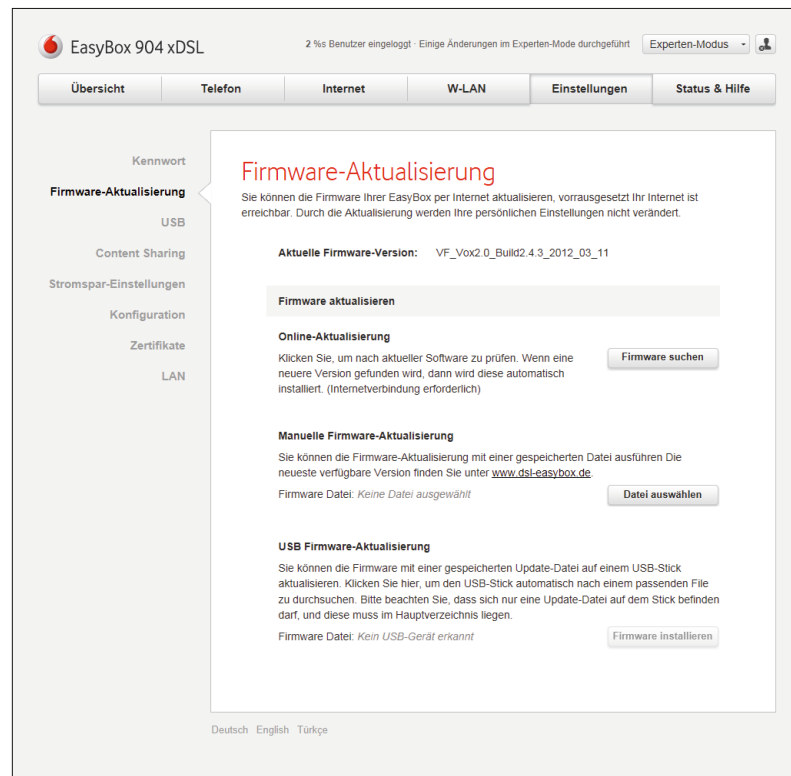 EasyBox 904 xDSL
2 %s Benutzer eingeloggt · Einige Änderungen im Experten-Mode durchgeführt
Experten-Modus
Übersicht
Telefon
Internet
W-LAN
Einstellungen
Status & Hilfe
Kennwort
Firmware-Aktualisierung
USB
Content Sharing
Stromspar-Einstellungen
Konfiguration
Zertifikate
LAN
Firmware-Aktualisierung
Sie können die Firmware Ihrer EasyBox per Internet aktualisieren, vorrausgesetzt Ihr Internet ist
erreichbar. Durch die Aktualisierung werden Ihre persönlichen Einstellungen nicht verändert.
Aktuelle Firmware-Version: VF_Vox2.0_Build2.4.3_2012_03_11
Firmware aktualisieren
Online-Aktualisierung
Klicken Sie, um nach aktueller Software zu prüfen. Wenn eine
neuere Version gefunden wird, dann wird diese automatisch
installiert. (Internetverbindung erforderlich)
Firmware suchen
Manuelle Firmware-Aktualisierung
Sie können die Firmware-Aktualisierung mit einer gespeicherten Datei ausführen Die
neueste verfügbare Version finden Sie unter www.dsl-easybox.de.
Firmware Datei: Keine Datei ausgewählt
Datei auswählen
USB Firmware-Aktualisierung
Sie können die Firmware mit einer gespeicherten Update-Datei auf einem USB-Stick
aktualisieren. Klicken Sie hier, um den USB-Stick automatisch nach einem passenden File
zu durchsuchen. Bitte beachten Sie, dass sich nur eine Update-Datei auf dem Stick befinden
darf, und diese muss im Hauptverzeichnis liegen.
Firmware Datei: Kein USB-Gerät erkannt
Firmware installieren
Deutsch English Türkçe